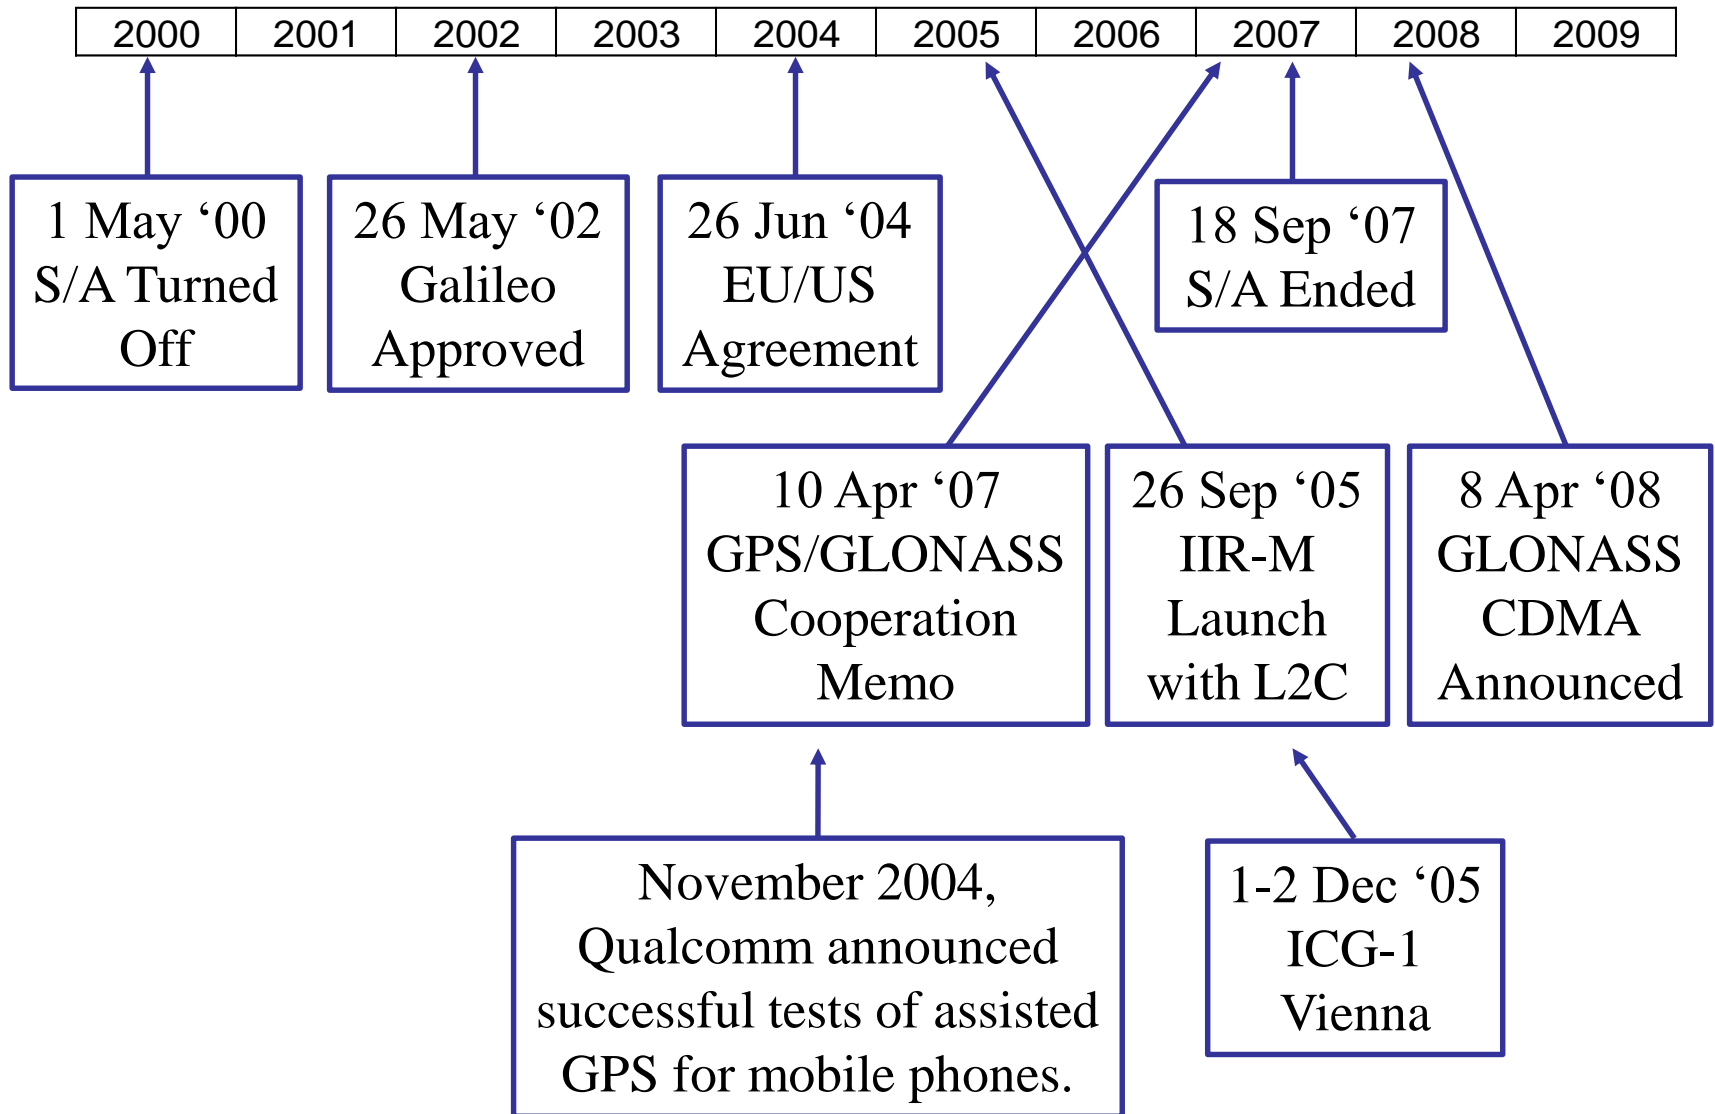 2000 2001 2002 2003 2004 2005 2006 2007 2008 2009
1 May ‘00
S/A Turned
Off
26 May ‘02
Galileo
Approved
26 Jun ‘04
EU/US
Agreement
18 Sep ‘07
S/A Ended
10 Apr ‘07
GPS/GLONASS
Cooperation
Memo
26 Sep ‘05
IIR-M
Launch
with L2C
8 Apr ‘08
GLONASS
CDMA
Announced
November 2004,
Qualcomm announced
successful tests of assisted
GPS for mobile phones.
1-2 Dec ‘05
ICG-1
Vienna